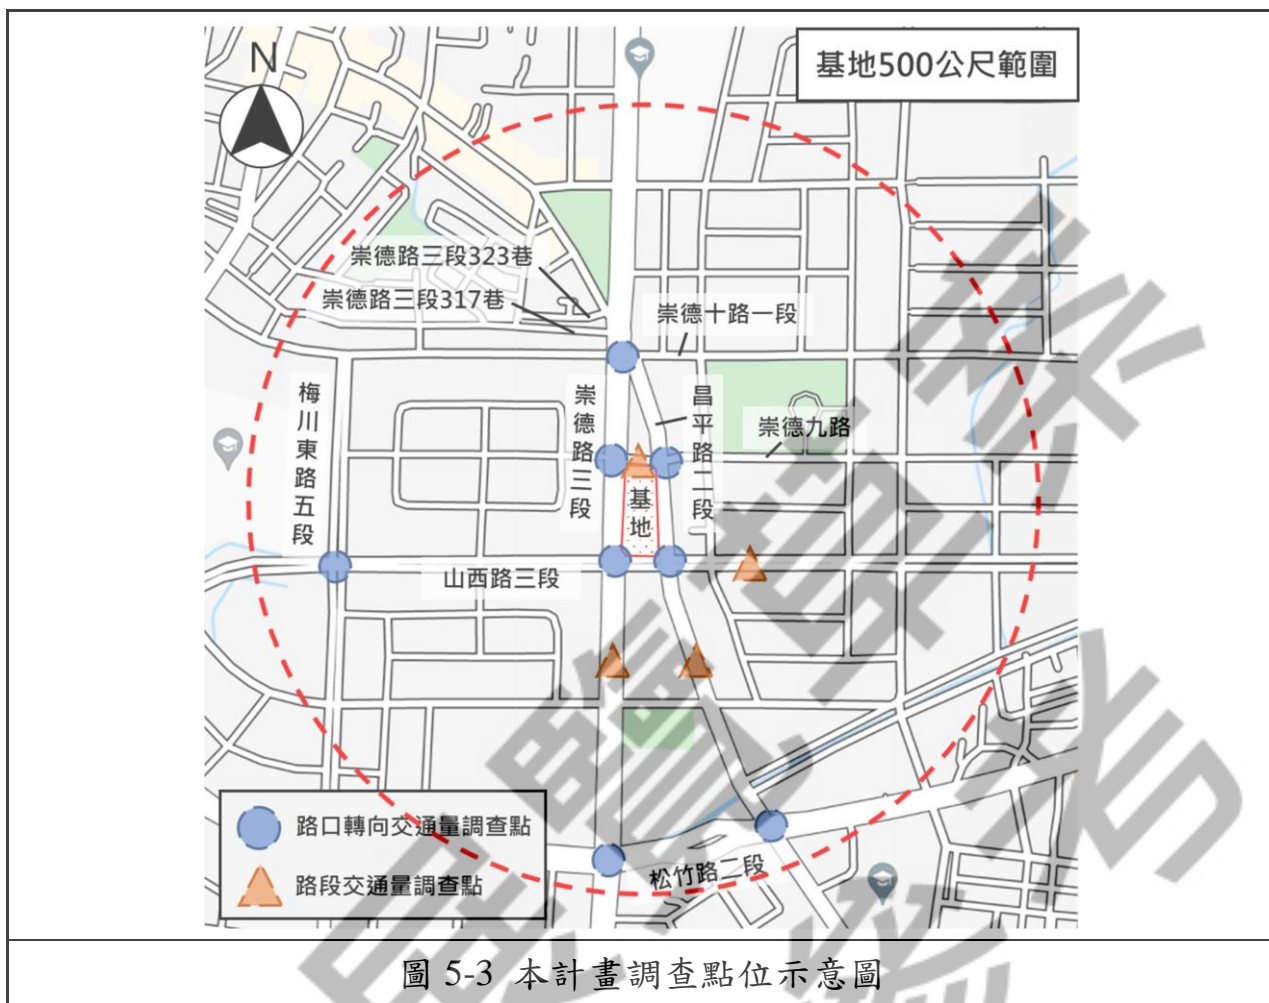 N
基地500公尺範圍
崇德路三段323巷
崇德路三段317巷
崇德十路一段
梅川東路五段
崇德路三段
昌平路二段
崇德九路
基地
山西路三段
路口轉向交通量調查點
路段交通量調查點
松竹路二段
圖 5-3 本計畫調查點位示意圖